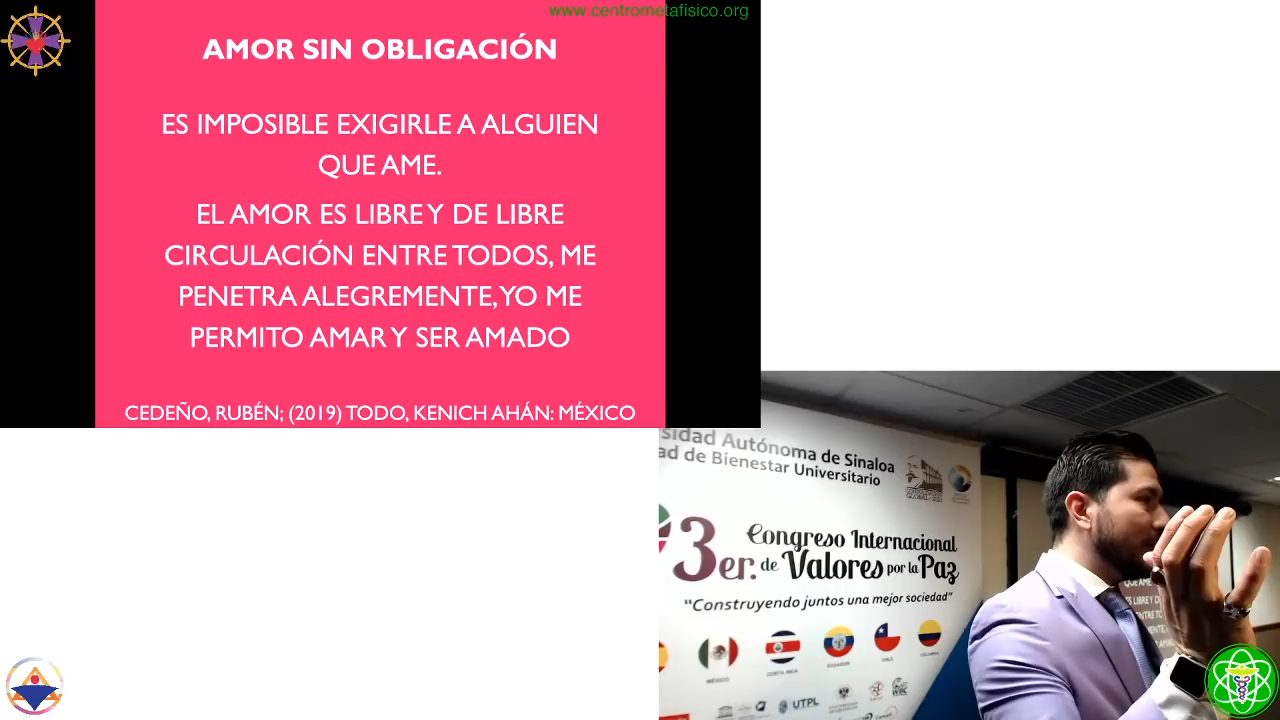 www.centrometafisico.org
AMOR SIN OBLIGACIÓN
ES IMPOSIBLE EXIGIRLE A ALGUIEN
QUE AME.
EL AMOR ES LIBRE Y DE LIBRE
CIRCULACIÓN ENTRE TODOS, ME
PENETRA ALEGREMENTE, YO ME
PERMITO AMAR Y SER AMADO
CEDEÑO, RUBÉN; (2019) TODO, KENICH AHÁN: MÉXICO
sidad Autónoma de Sinaloa
ad de Bienestar Universitario
3er. Congreso Internacional
de Valores por la Paz
"Construyendo juntos una mejor sociedad"
MÉXICO COSTA RICA ECUADOR CHILE COLOMBIA
UTPL
QUE AME